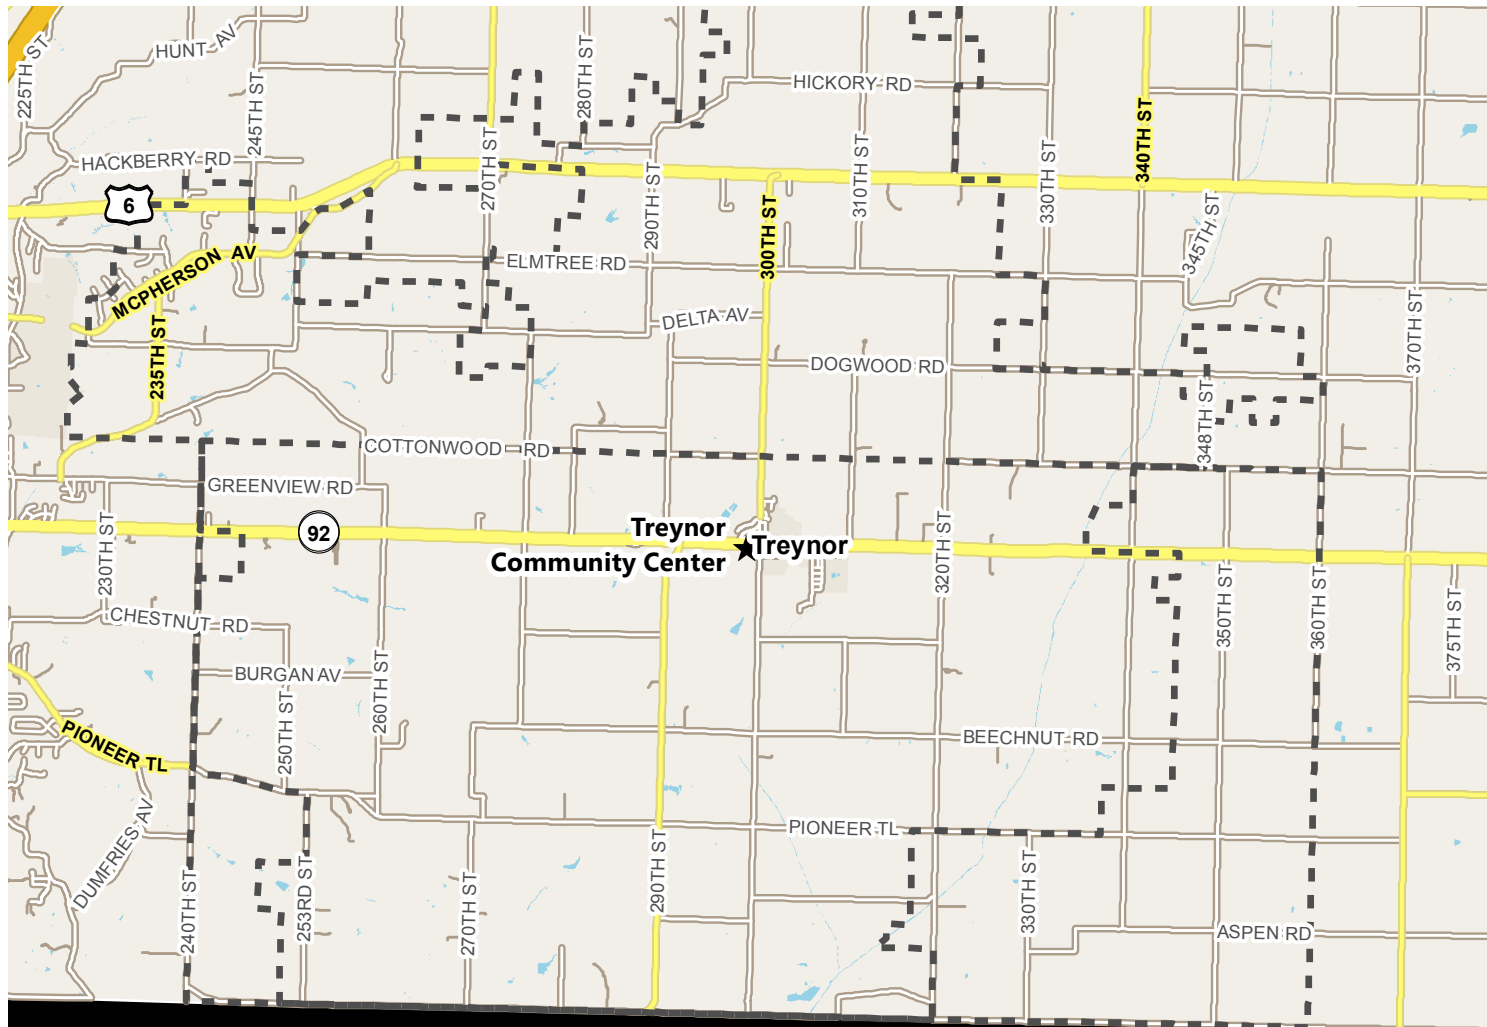 225TH ST
HUNT AV
245TH ST
280TH ST
HICKORY RD
340TH ST
HACKBERRY RD
270TH ST
290TH ST
310TH ST
330TH ST
6
300TH ST
345TH ST
MCPHERSON AV
ELMTREE RD
235TH ST
DELTA AV
370TH ST
DOGWOOD RD
348TH ST
COTTONWOOD RD
GREENVIEW RD
92
230TH ST
Treynor
Community Center
Treynor
320TH ST
350TH ST
360TH ST
375TH ST
CHESTNUT RD
BURGAN AV
260TH ST
250TH ST
PIONEER TL
BEECHNUT RD
DUMFRIES AV
PIONEER TL
240TH ST
253RD ST
270TH ST
290TH ST
330TH ST
ASPEN RD